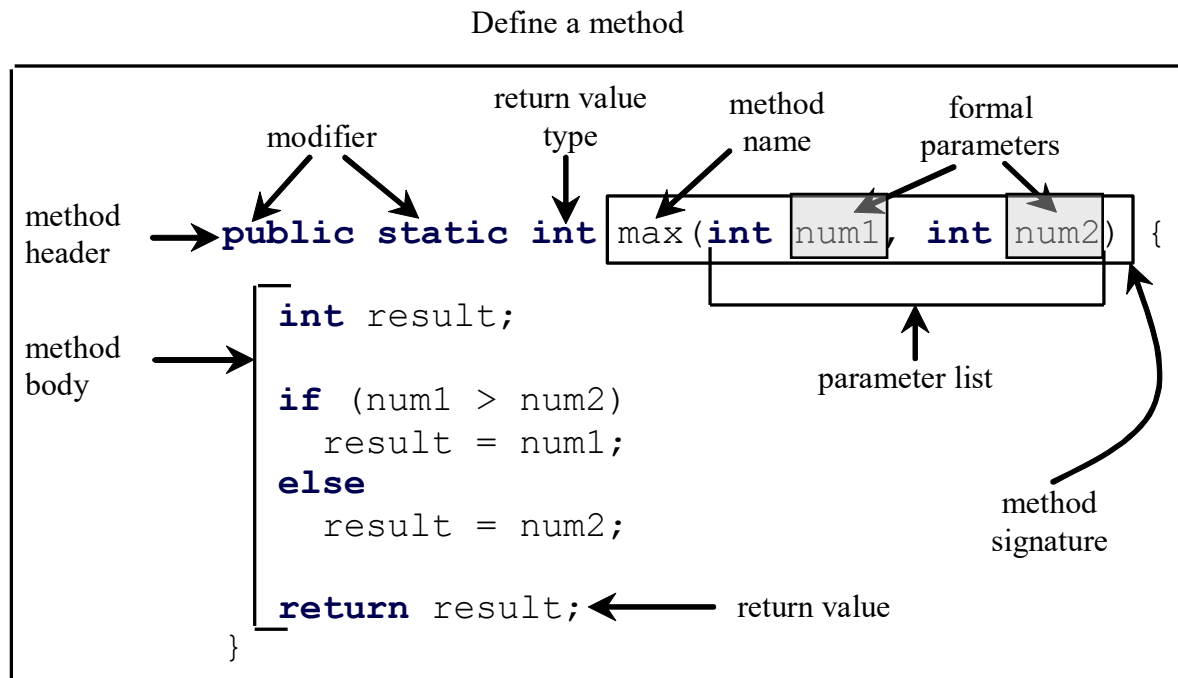 Define a method
return value
type
method
name
formal
parameters
modifier
method
header
public static int max(int num1, int num2) {
int result;
method
body
parameter list
if (num1 > num2)
result = num1;
else
result = num2;
method
signature
return result;
return value
}